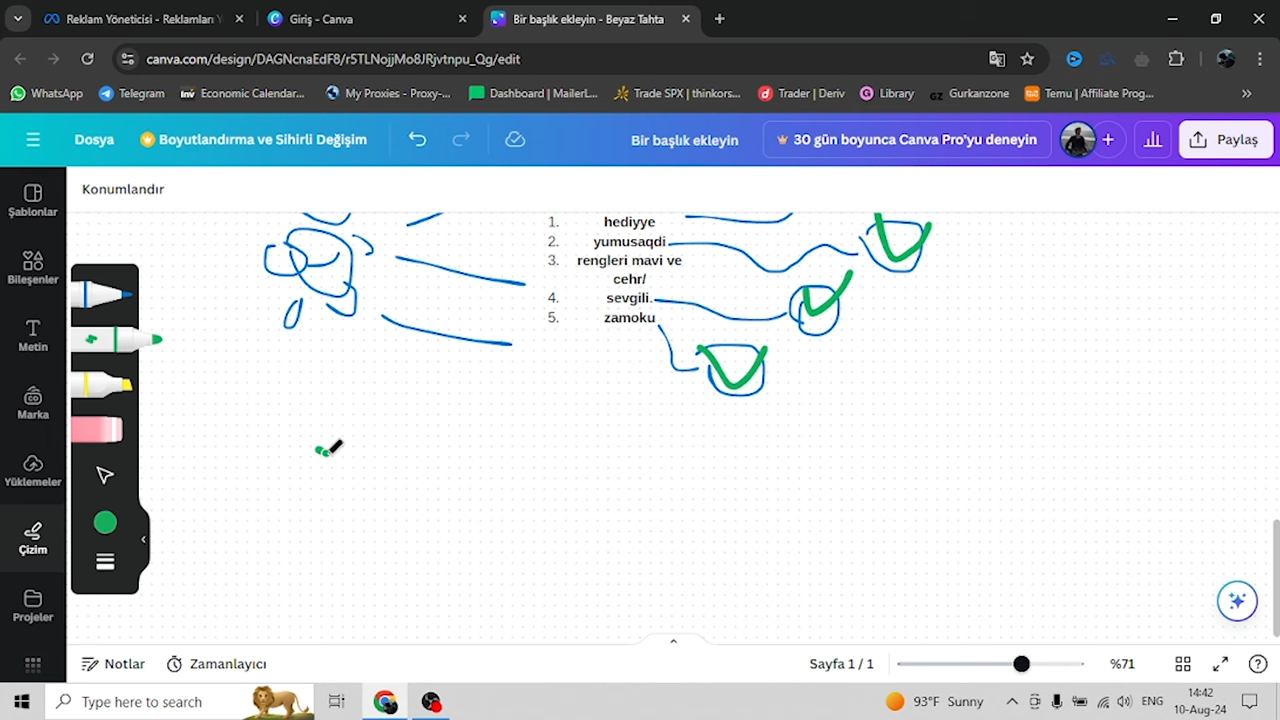 Reklam Yöneticisi - Reklamları Y
Giriş - Canva
Bir başlık ekleyin - Beyaz Tahta
canva.com/design/DAGNcnaEdF8/r5TLNojjMo8JRjvtnpu_Qg/edit
WhatsApp
Telegram
Economic Calendar...
My Proxies - Proxy-...
Dashboard | MailerL...
Trade SPX | thinkors...
Trader | Deriv
Library
Gurkanzone
Temu | Affiliate Prog...
Dosya
Boyutlandırma ve Sihirli Değişim
Bir başlık ekleyin
30 gün boyunca Canva Pro'yu deneyin
Paylaş
Konumlandır
Şablonlar
Bileşenler
Metin
Marka
Yüklemeler
Çizim
Projeler
1. hediyye
2. yumusaqdi
3. rengleri mavi ve
cehr/
4. sevgili.
5. zamoku
Notlar
Zamanlayıcı
Sayfa 1 / 1
%71
Type here to search
93°F Sunny
ENG
14:42
10-Aug-24